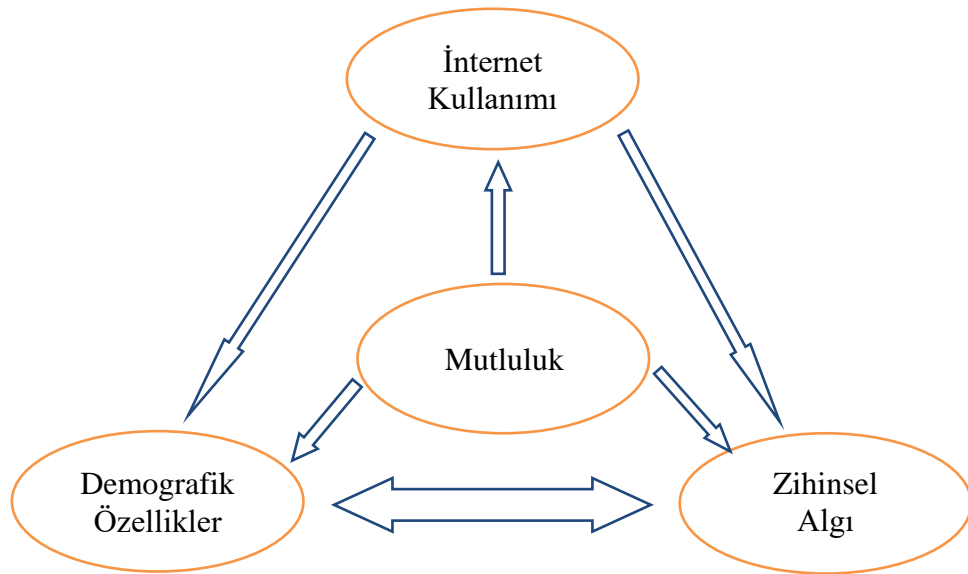 İnternet
Kullanımı
Mutluluk
Demografik
Özellikler
Zihinsel
Algı